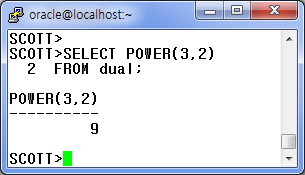 oracle@localhost:~
SCOTT>
SCOTT>SELECT POWER(3,2)
  2  FROM dual;

POWER(3,2)
----------
         9

SCOTT>